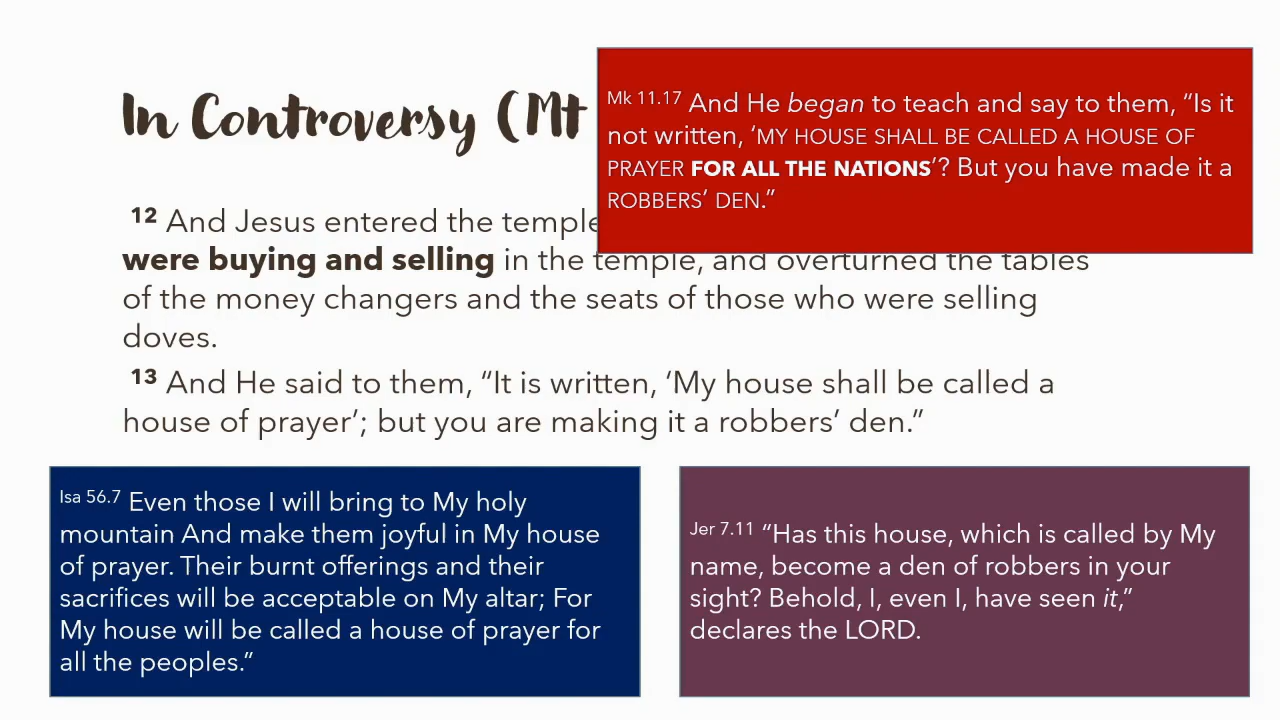 In Controversy (Mt
Mk 11.17 And He began to teach and say to them, “Is it
not written, ‘MY HOUSE SHALL BE CALLED A HOUSE OF
PRAYER FOR ALL THE NATIONS’? But you have made it a
ROBBERS’ DEN.”
12 And Jesus entered the temple
were buying and selling in the temple, and overturned the tables
of the money changers and the seats of those who were selling
doves.
13 And He said to them, “It is written, ‘My house shall be called a
house of prayer’; but you are making it a robbers’ den.”
Isa 56.7 Even those I will bring to My holy
mountain And make them joyful in My house
of prayer. Their burnt offerings and their
sacrifices will be acceptable on My altar; For
My house will be called a house of prayer for
all the peoples.”
Jer 7.11 “Has this house, which is called by My
name, become a den of robbers in your
sight? Behold, I, even I, have seen it,”
declares the LORD.